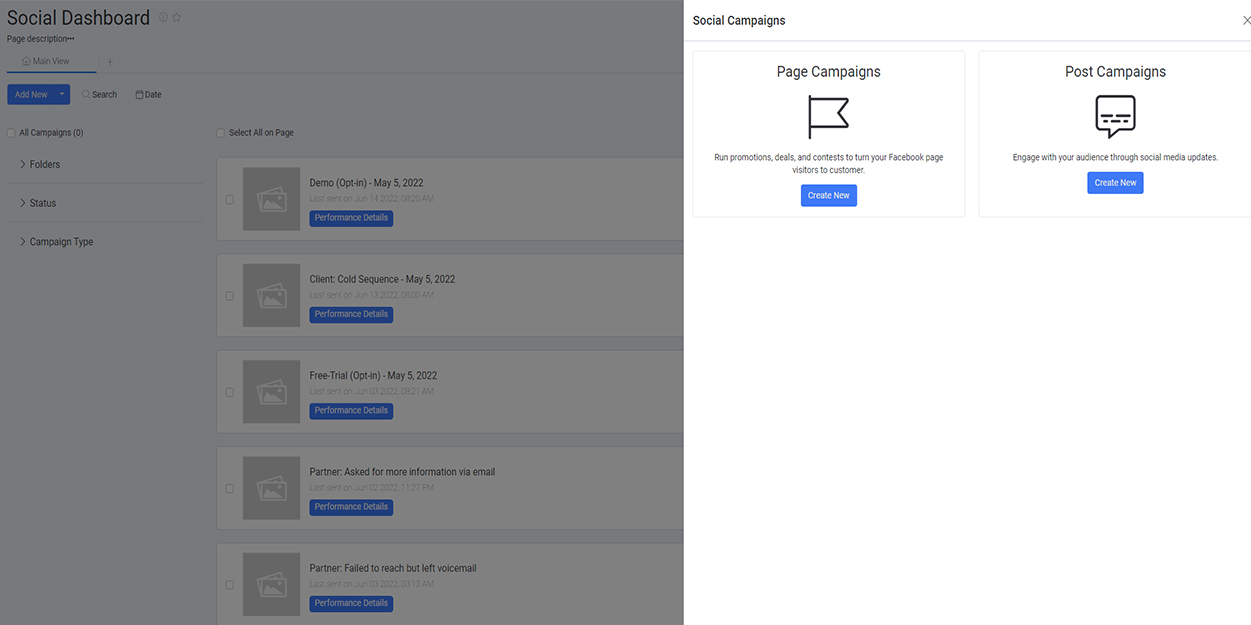 Social Dashboard
Page description•••
Main View
+
Add New
Search
Date
All Campaigns (0)
Folders
Status
Campaign Type
Select All on Page
Demo (Opt-in) - May 5, 2022
Last sent on Jun 14 2022, 08:20 AM
Performance Details
Client: Cold Sequence - May 5, 2022
Last sent on Jun 13 2022, 08:00 AM
Performance Details
Free-Trial (Opt-in) - May 5, 2022
Last sent on Jun 03 2022, 08:21 AM
Performance Details
Partner: Asked for more information via email
Last sent on Jun 02 2022, 11:27 PM
Performance Details
Partner: Failed to reach but left voicemail
Last sent on Jun 03 2022, 03:13 AM
Performance Details
Social Campaigns
Page Campaigns
Run promotions, deals, and contests to turn your Facebook page
visitors to customer.
Create New
Post Campaigns
Engage with your audience through social media updates.
Create New